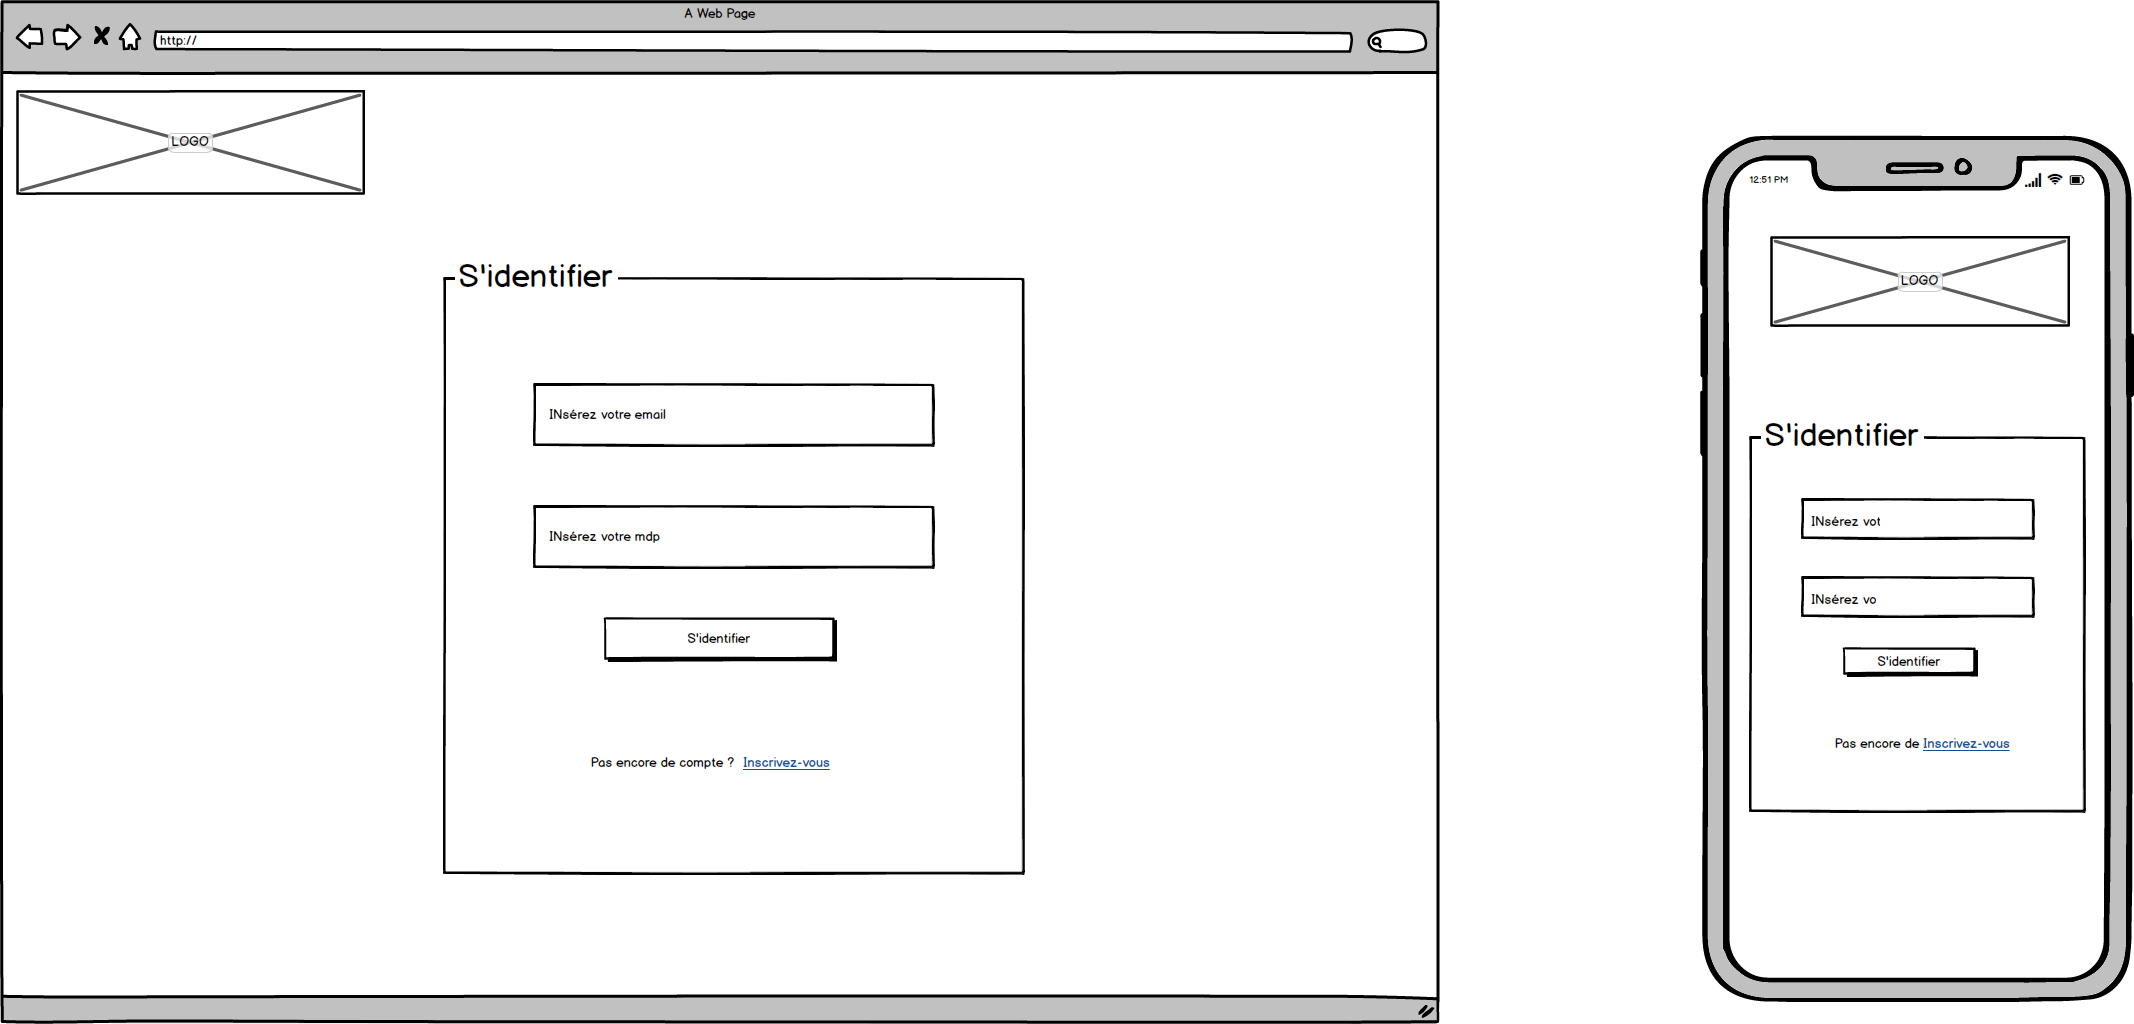 A Web Page
http://
LOGO
S'identifier
INsérez votre email
INsérez votre mdp
S'identifier
Pas encore de compte ? Inscrivez-vous
12:51 PM
LOGO
S'identifier
INsérez vot
INsérez vo
S'identifier
Pas encore de Inscrivez-vous